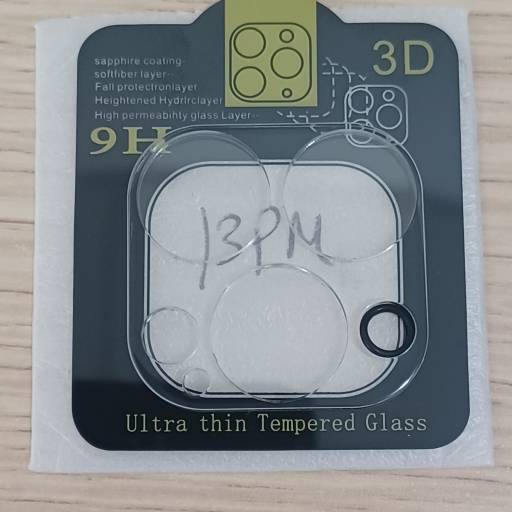 sapphire coating-
softfiber layer--
Fall protectronlayer
Heightened Hydrlrclayer
High permeabihty glass Layer--
3D
9H
13PM
Ultra thin Tempered Glass